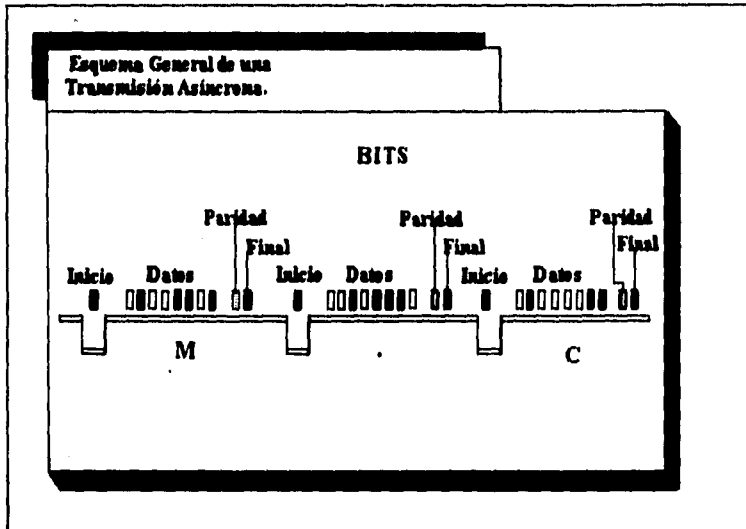 Esquema General de una
Transmisión Asíncrona.
BITS
Paridad Paridad Paridad
Final Final Final
Inicio Datos Inicio Datos Inicio Datos
M . C